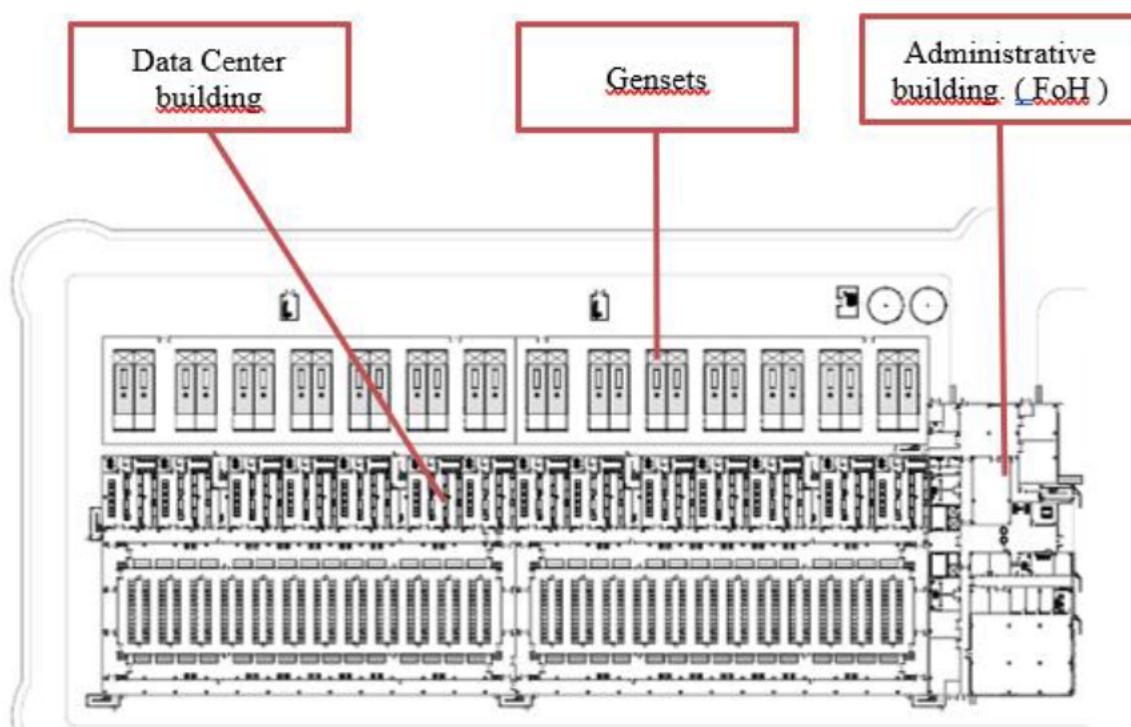 Data Center
building
Gensets
Administrative
building. ( FoH )